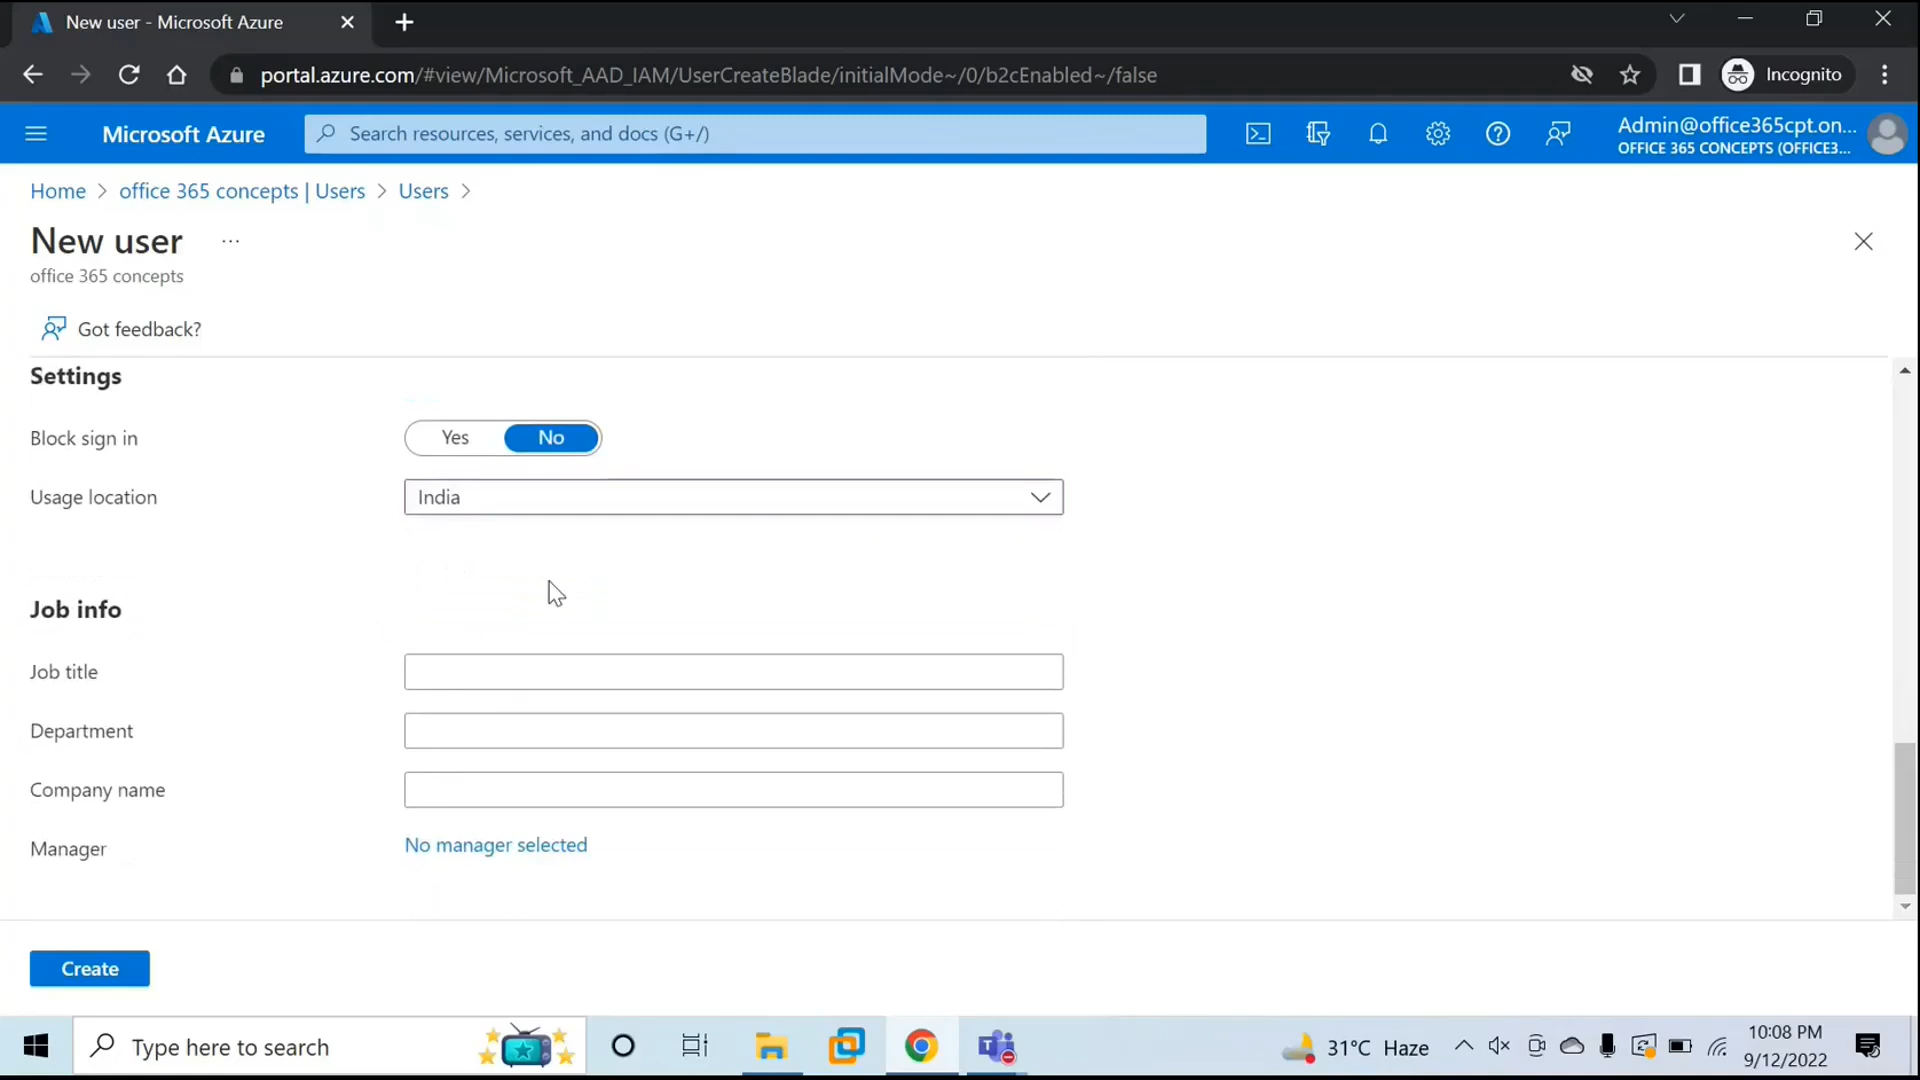 New user - Microsoft Azure
portal.azure.com/#view/Microsoft_AAD_IAM/UserCreateBlade/initialMode~/0/b2cEnabled~/false
Incognito
Microsoft Azure
Search resources, services, and docs (G+/)
Admin@office365cpt.on...
OFFICE 365 CONCEPTS (OFFICE3...
Home > office 365 concepts | Users > Users >
New user ...
office 365 concepts
Got feedback?
Settings
Block sign in
Yes No
Usage location
India
Job info
Job title
Department
Company name
Manager
No manager selected
Create
Type here to search
31°C Haze
10:08 PM
9/12/2022